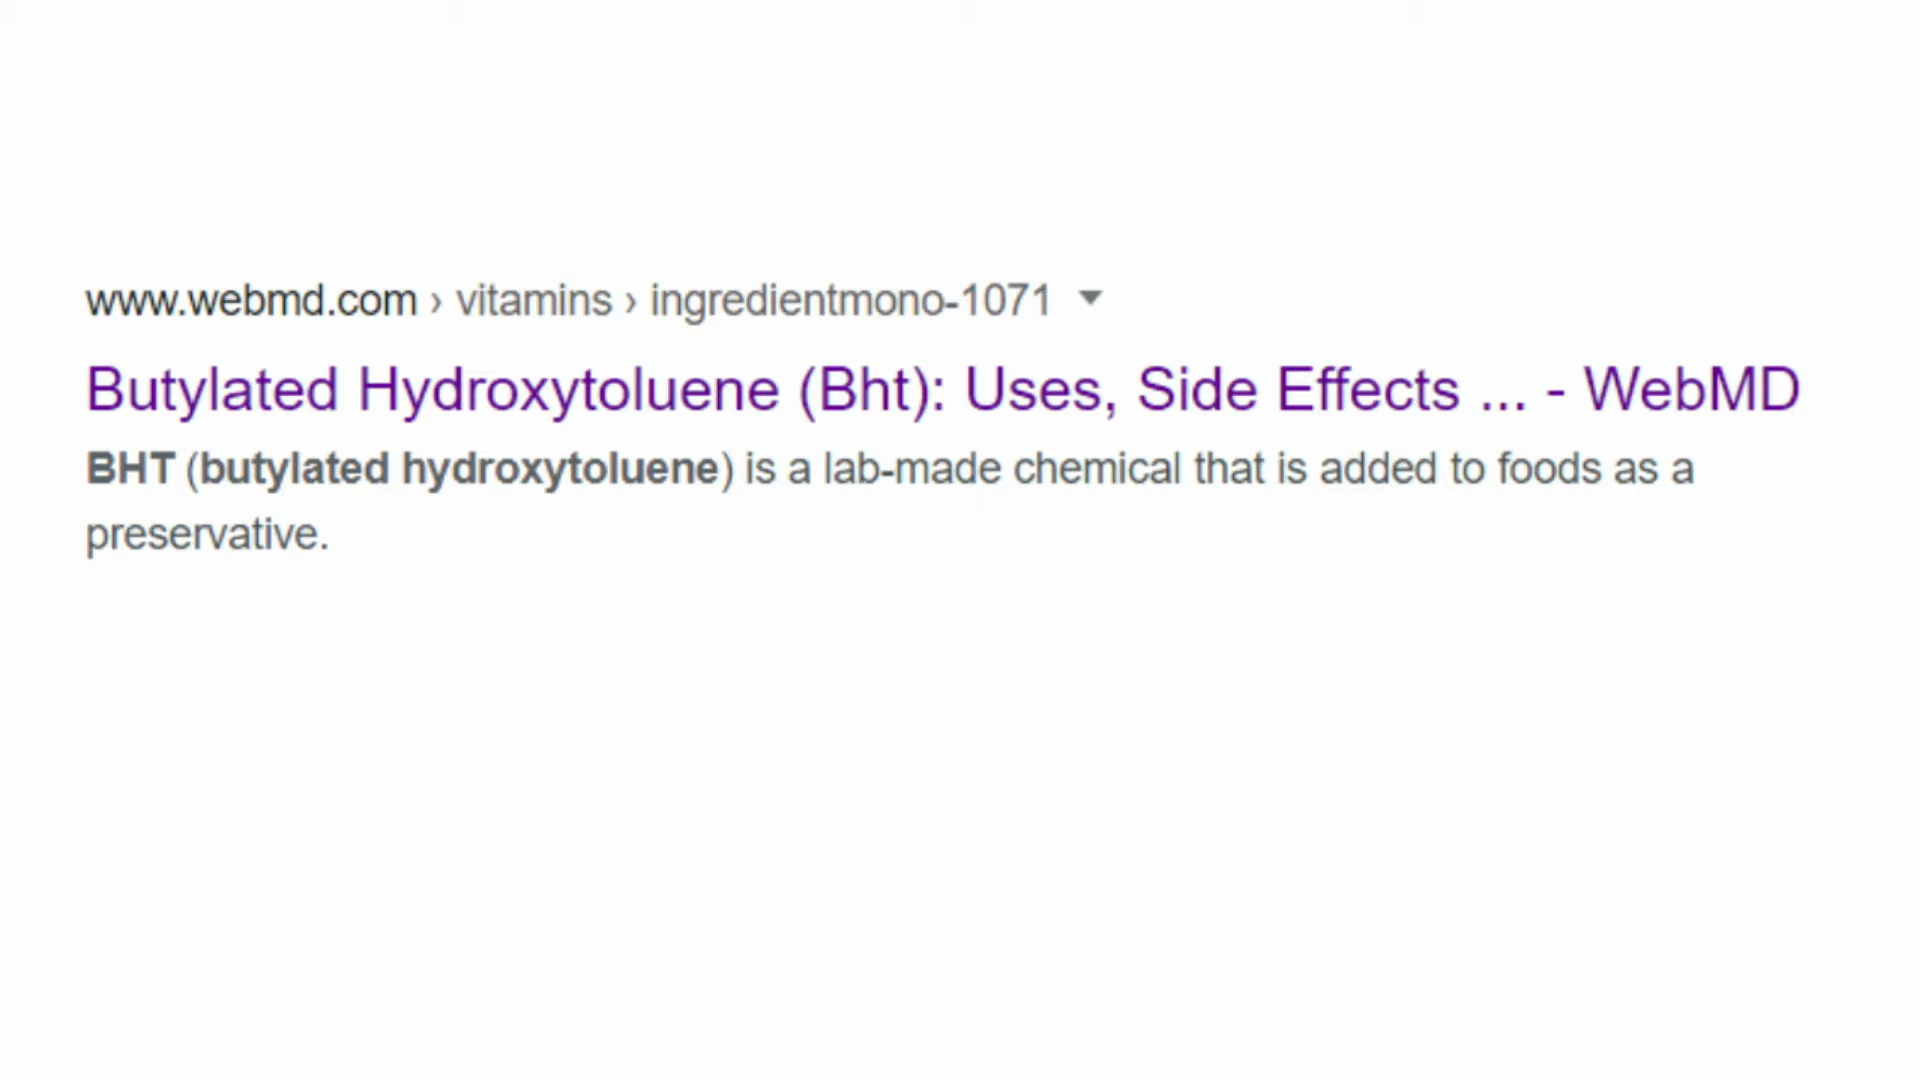 www.webmd.com › vitamins › ingredientmono-1071
Butylated Hydroxytoluene (Bht): Uses, Side Effects ... - WebMD
BHT (butylated hydroxytoluene) is a lab-made chemical that is added to foods as a
preservative.